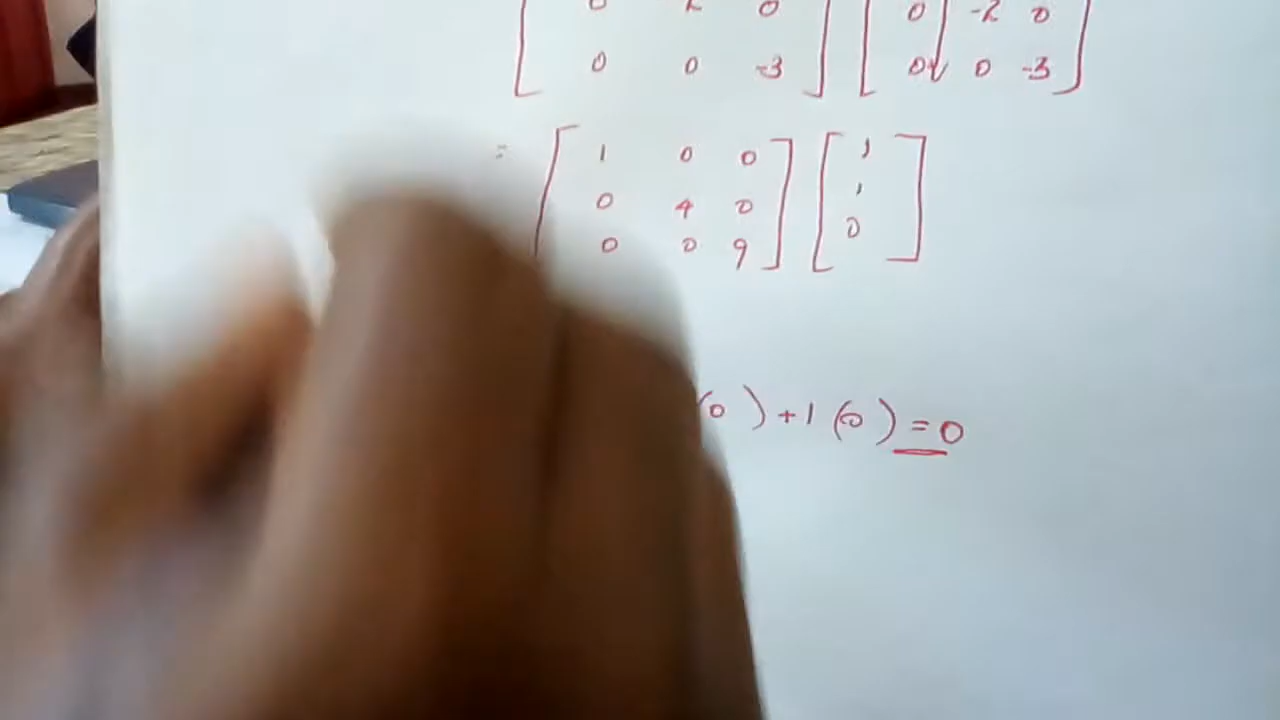 0 0 0 -2 0
0 0 -3 0 0 -3
= 1 0 0 1
0 4 0 1
0 0 9 0
(0) + 1 (0) = 0